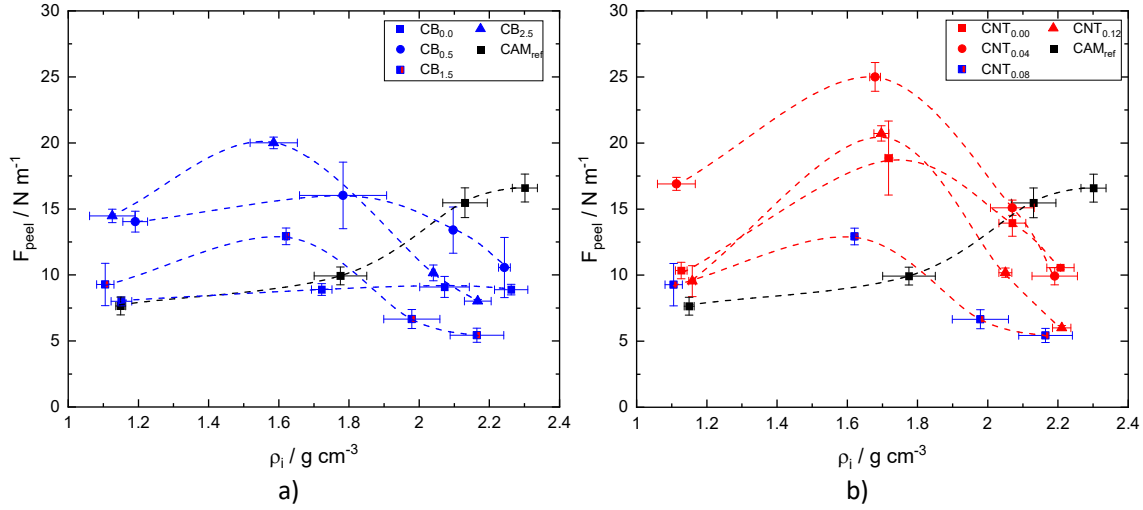 30
25
20
15
10
5
0
F_peel / N m⁻¹
CB_0.0
CB_0.5
CB_1.5
CB_2.5
CAM_ref
1 1.2 1.4 1.6 1.8 2.0 2.2 2.4
ρ_i / g cm⁻³
a)
30
25
20
15
10
5
0
F_peel / N m⁻¹
CNT_0.00
CNT_0.04
CNT_0.08
CNT_0.12
CAM_ref
1 1.2 1.4 1.6 1.8 2.0 2.2 2.4
ρ_i / g cm⁻³
b)